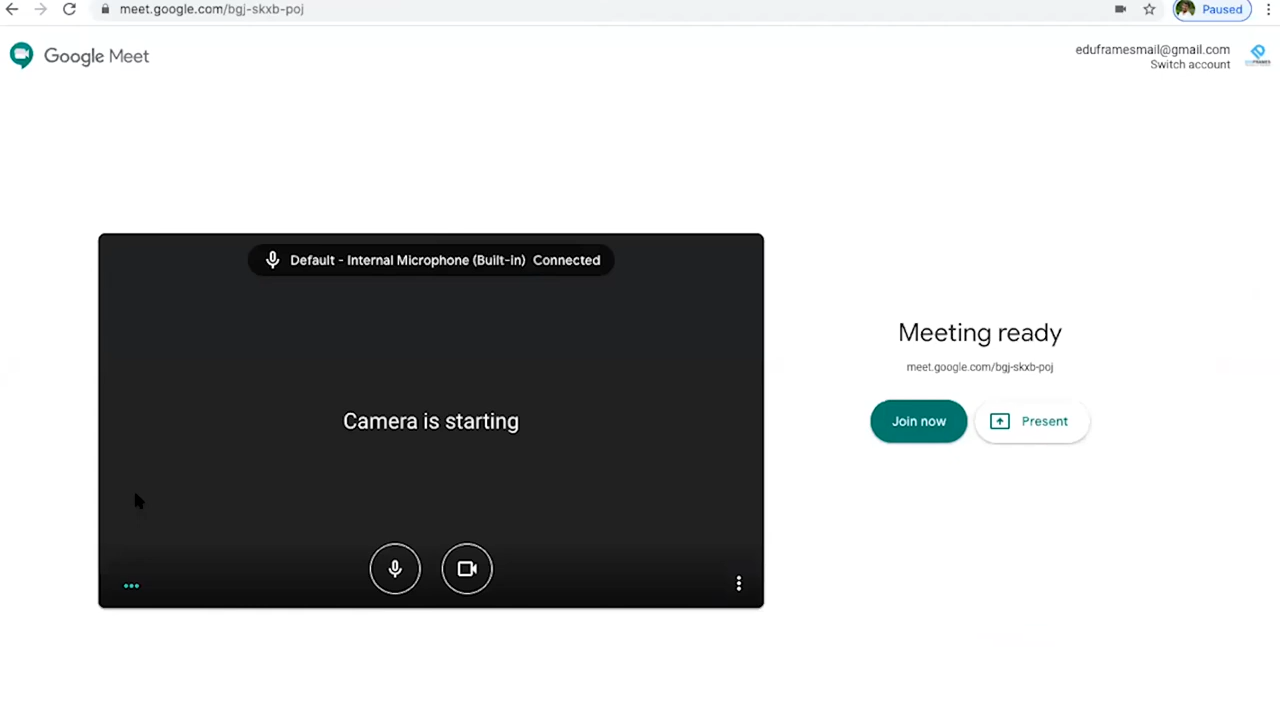 meet.google.com/bgj-skxb-poj
Paused
Google Meet
eduframesmail@gmail.com
Switch account
Default - Internal Microphone (Built-in) Connected
Camera is starting
Meeting ready
meet.google.com/bgj-skxb-poj
Join now
Present